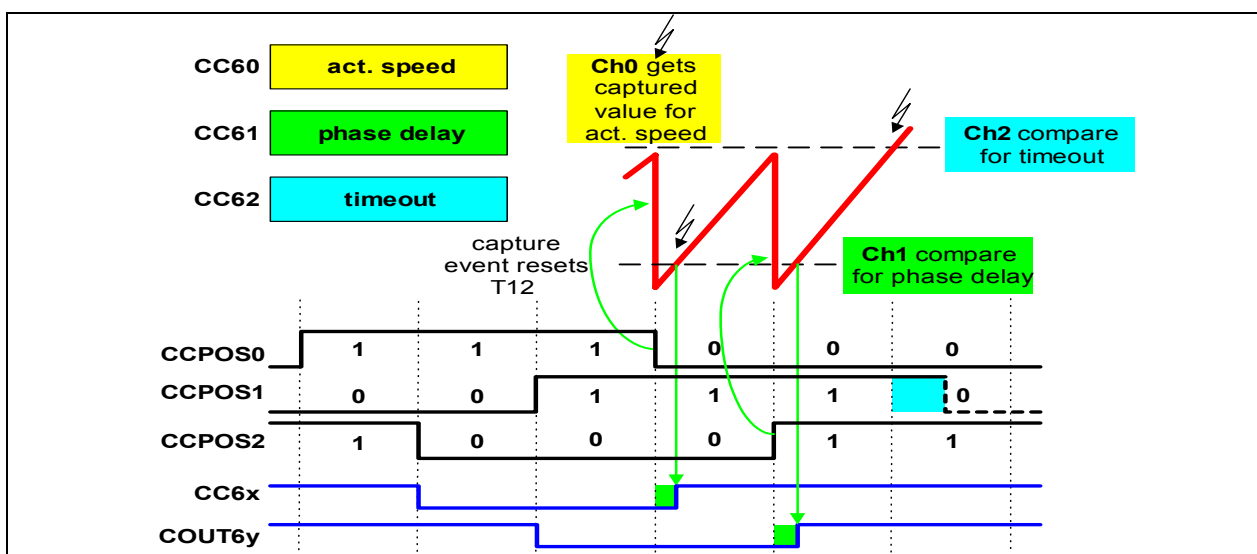 CC60 act. speed
CC61 phase delay
CC62 timeout
Ch0 gets
captured
value for
act. speed
Ch2 compare
for timeout
capture
event resets
T12
Ch1 compare
for phase delay
CCPOS0 1 1 1 0 0 0
CCPOS1 0 0 1 1 1 0
CCPOS2 1 0 0 0 1 1
CC6x
COUT6y